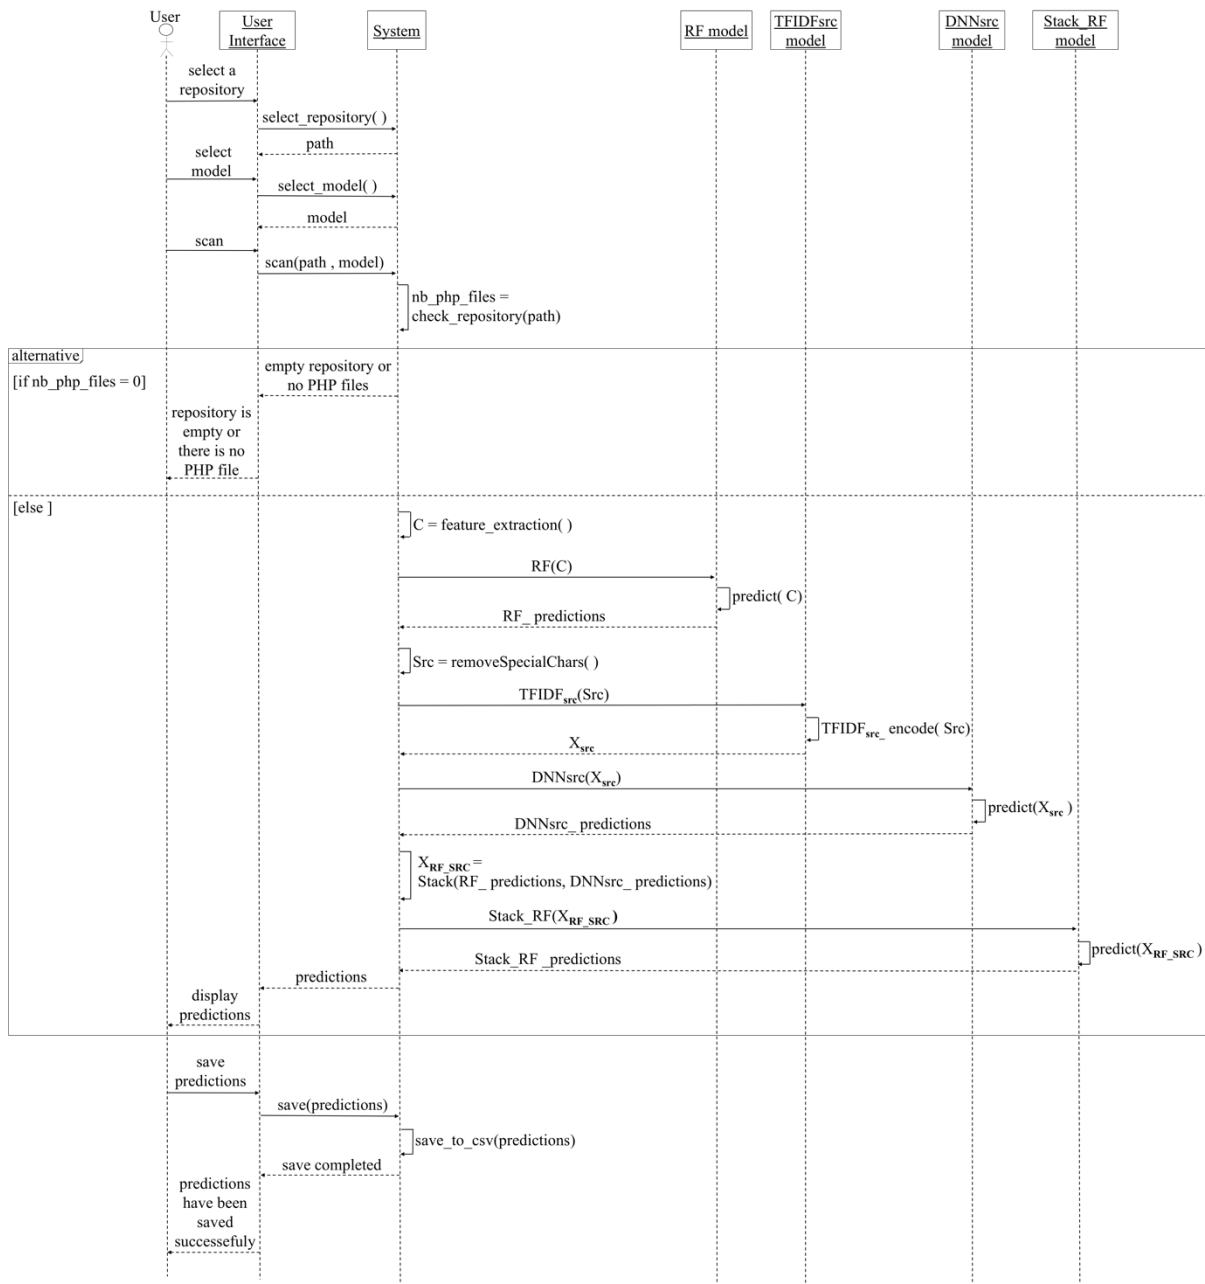 User
User
Interface
System
RF model
TFIDFsrc
model
DNNsrc
model
Stack_RF
model
select a
repository
select_repository( )
path
select
model
select_model( )
model
scan
scan(path , model)
nb_php_files =
check_repository(path)
alternative
[if nb_php_files = 0]
empty repository or
no PHP files
repository is
empty or
there is no
PHP file
[else ]
C = feature_extraction( )
RF(C)
predict( C)
RF_ predictions
Src = removeSpecialChars( )
TFIDFsrc(Src)
TFIDFsrc_ encode( Src)
Xsrc
DNNsrc(Xsrc)
predict(Xsrc )
DNNsrc_ predictions
XRF_SRC =
Stack(RF_ predictions, DNNsrc_ predictions)
Stack_RF(XRF_SRC )
predict(XRF_SRC )
Stack_RF _predictions
predictions
display
predictions
save
predictions
save(predictions)
save_to_csv(predictions)
save completed
predictions
have been
saved
successefuly